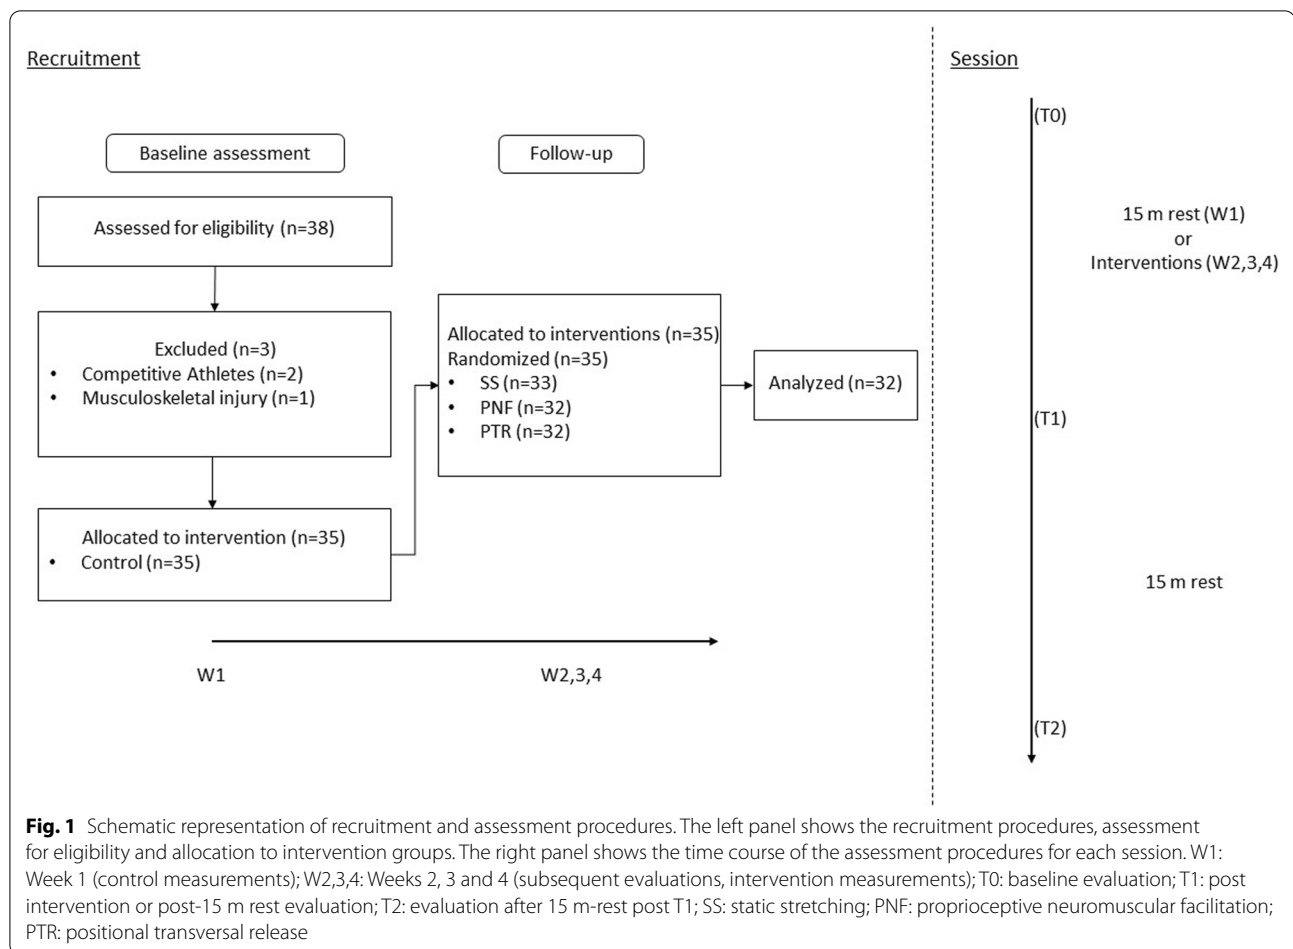 Recruitment
Baseline assessment
Assessed for eligibility (n=38)
Excluded (n=3)
• Competitive Athletes (n=2)
• Musculoskeletal injury (n=1)
Allocated to intervention (n=35)
• Control (n=35)
Follow-up
Allocated to interventions (n=35)
Randomized (n=35)
• SS (n=33)
• PNF (n=32)
• PTR (n=32)
Analyzed (n=32)
W1
W2,3,4
Session
(T0)
15 m rest (W1)
or
Interventions (W2,3,4)
(T1)
15 m rest
(T2)
Fig. 1 Schematic representation of recruitment and assessment procedures. The left panel shows the recruitment procedures, assessment
for eligibility and allocation to intervention groups. The right panel shows the time course of the assessment procedures for each session. W1:
Week 1 (control measurements); W2,3,4: Weeks 2, 3 and 4 (subsequent evaluations, intervention measurements); T0: baseline evaluation; T1: post
intervention or post-15 m rest evaluation; T2: evaluation after 15 m-rest post T1; SS: static stretching; PNF: proprioceptive neuromuscular facilitation;
PTR: positional transversal release